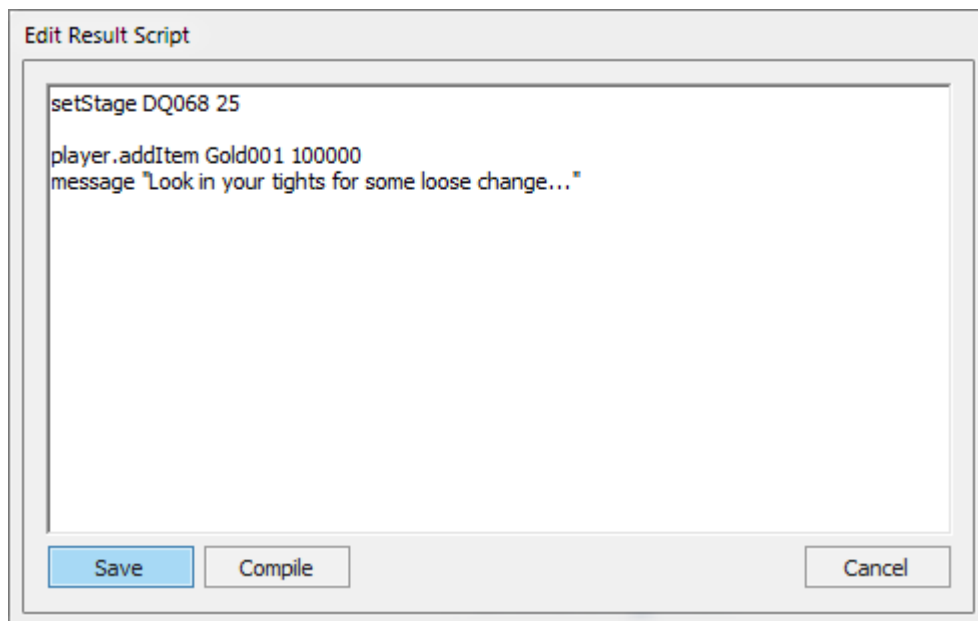 Edit Result Script
setStage DQ068 25
player.addItem Gold001 100000
message "Look in your tights for some loose change..."
Save
Compile
Cancel